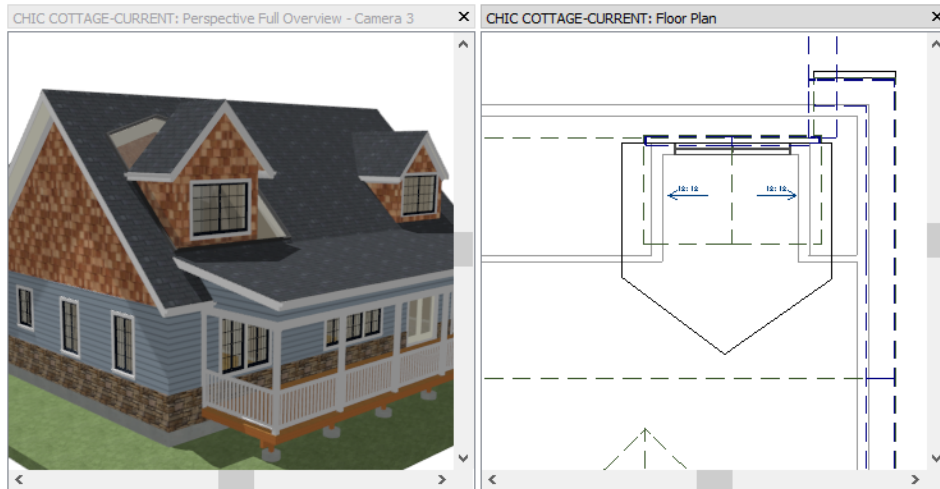 CHIC COTTAGE-CURRENT: Perspective Full Overview - Camera 3
CHIC COTTAGE-CURRENT: Floor Plan
12: 12
12: 12